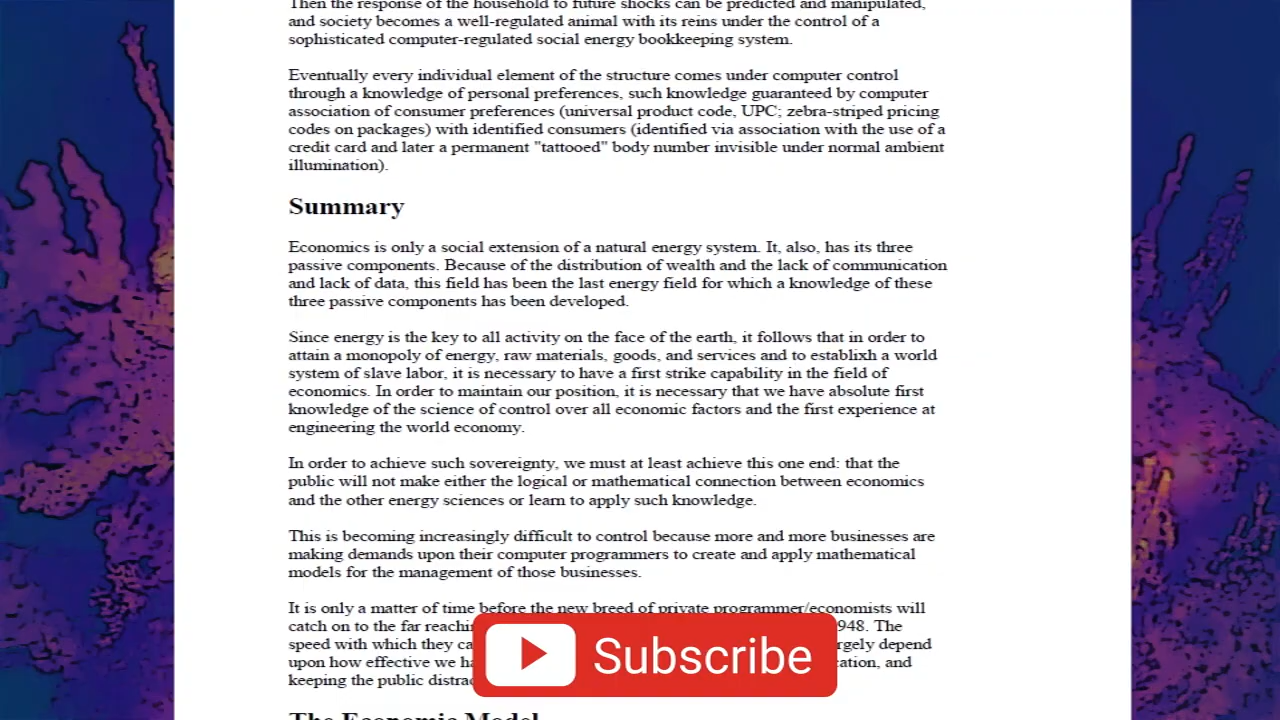 Then the response of the household to future shocks can be predicted and manipulated,
and society becomes a well-regulated animal with its reins under the control of a
sophisticated computer-regulated social energy bookkeeping system.
Eventually every individual element of the structure comes under computer control
through a knowledge of personal preferences, such knowledge guaranteed by computer
association of consumer preferences (universal product code, UPC; zebra-striped pricing
codes on packages) with identified consumers (identified via association with the use of a
credit card and later a permanent "tattooed" body number invisible under normal ambient
illumination).
Summary
Economics is only a social extension of a natural energy system. It, also, has its three
passive components. Because of the distribution of wealth and the lack of communication
and lack of data, this field has been the last energy field for which a knowledge of these
three passive components has been developed.
Since energy is the key to all activity on the face of the earth, it follows that in order to
attain a monopoly of energy, raw materials, goods, and services and to establixh a world
system of slave labor, it is necessary to have a first strike capability in the field of
economics. In order to maintain our position, it is necessary that we have absolute first
knowledge of the science of control over all economic factors and the first experience at
engineering the world economy.
In order to achieve such sovereignty, we must at least achieve this one end: that the
public will not make either the logical or mathematical connection between economics
and the other energy sciences or learn to apply such knowledge.
This is becoming increasingly difficult to control because more and more businesses are
making demands upon their computer programmers to create and apply mathematical
models for the management of those businesses.
It is only a matter of time before the new breed of private programmer/economists will
catch on to the far 948. The
speed with which they depend
upon how effective we and
keeping the public
Subscribe
The Economic Model